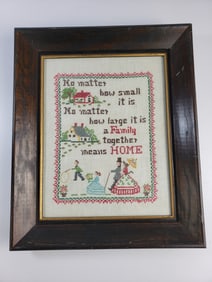 No matter
how small
it is
No matter
how large it is
a Family
together
means HOME